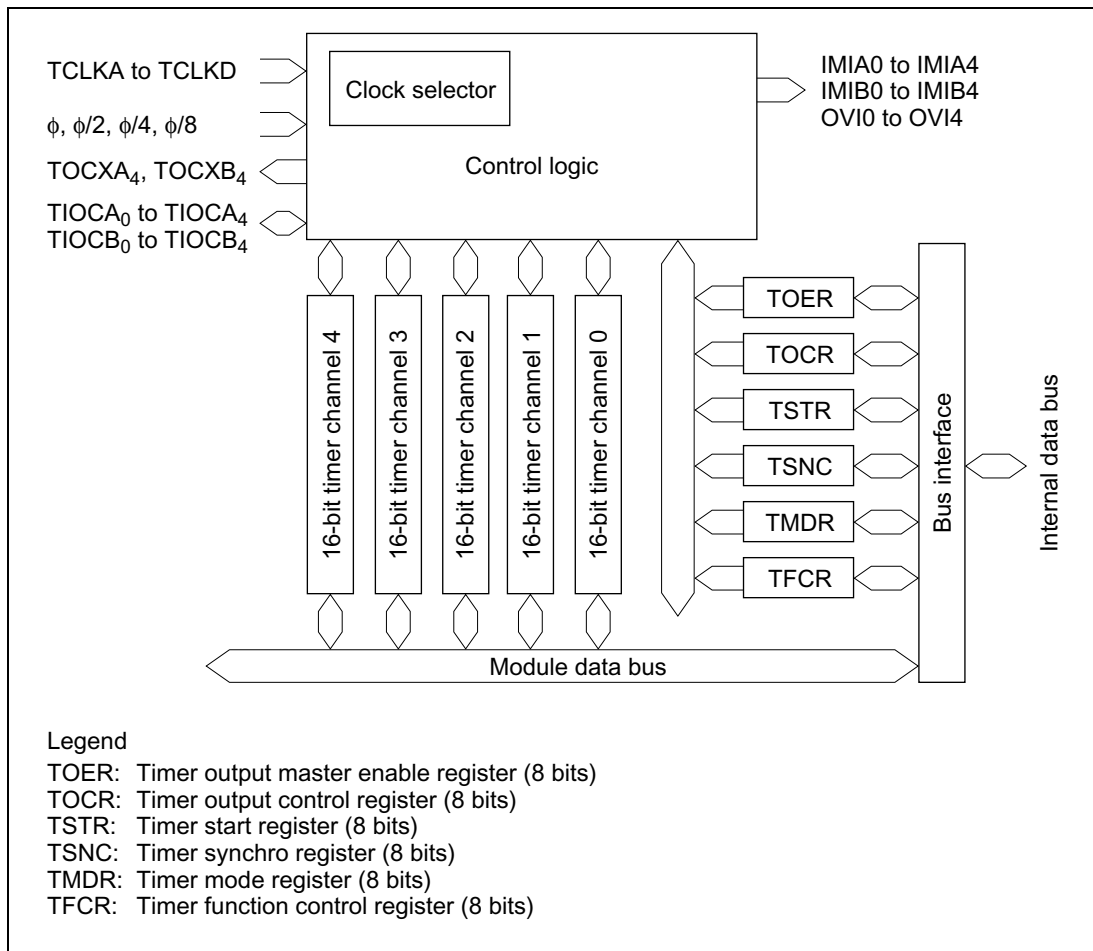 TCLKA to TCLKD
ϕ, ϕ/2, ϕ/4, ϕ/8
TOCXA4, TOCXB4
TIOCA0 to TIOCA4
TIOCB0 to TIOCB4
Clock selector
Control logic
IMIA0 to IMIA4
IMIB0 to IMIB4
OVI0 to OVI4
16-bit timer channel 4
16-bit timer channel 3
16-bit timer channel 2
16-bit timer channel 1
16-bit timer channel 0
TOER
TOCR
TSTR
TSNC
TMDR
TFCR
Bus interface
Internal data bus
Module data bus
Legend
TOER: Timer output master enable register (8 bits)
TOCR: Timer output control register (8 bits)
TSTR: Timer start register (8 bits)
TSNC: Timer synchro register (8 bits)
TMDR: Timer mode register (8 bits)
TFCR: Timer function control register (8 bits)